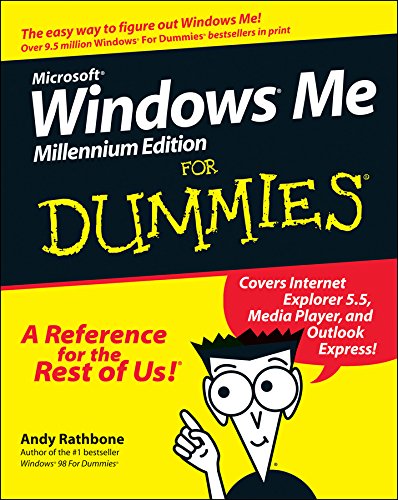 The easy way to figure out Windows Me!
Over 9.5 million Windows® For Dummies® bestsellers in print
Microsoft®
Windows® Me
Millennium Edition
FOR
DUMMIES®
Covers Internet
Explorer 5.5,
Media Player, and
Outlook
Express!
A Reference
for the
Rest of Us!®
Andy Rathbone
Author of the #1 bestseller
Windows® 98 For Dummies®